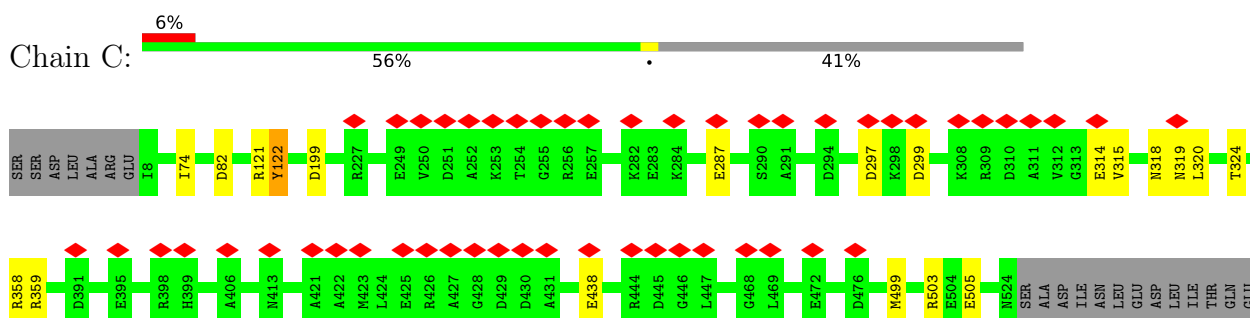 6%
Chain C:
56% • 41%
SER SER ASP LEU ALA ARG GLU I8 I74 D82 R121 Y122 D199 R227 E249 V250 D251 A252 K253 T254 G255 R256 E257 K282 E283 K284 E287 S290 A291 D294 D297 K298 D299 K308 R309 D310 A311 V312 G313 E314 V315 N318 N319 L320 T324
R358 R359 D391 E395 R398 H399 A406 N413 A421 A422 M423 L424 E425 R426 A427 G428 D429 D430 A431 E438 R444 D445 G446 L447 G468 L469 E472 D476 M499 R503 E504 E505 N524 SER ALA ASP ILE ASN LEU GLU ASP LEU ILE THR GLN GLU